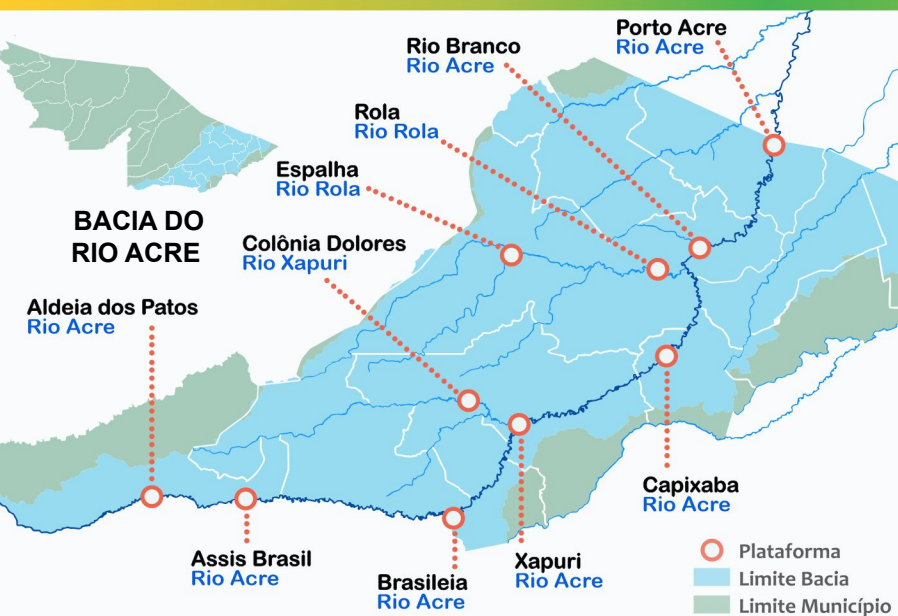 Porto Acre
Rio Acre
Rio Branco
Rio Acre
Rola
Rio Rola
Espalha
Rio Rola
BACIA DO
RIO ACRE
Colônia Dolores
Rio Xapuri
Aldeia dos Patos
Rio Acre
Capixaba
Rio Acre
Assis Brasil
Rio Acre
Brasileia
Rio Acre
Xapuri
Rio Acre
Plataforma
Limite Bacia
Limite Município